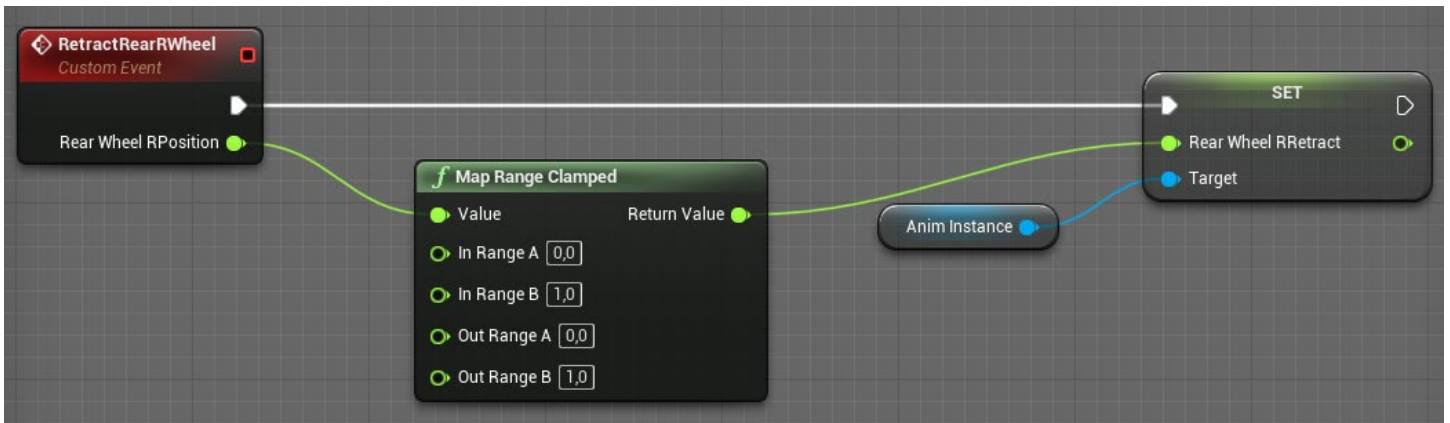 RetractRearRWheel
Custom Event
Rear Wheel RPosition
f Map Range Clamped
Value Return Value
In Range A 0,0
In Range B 1,0
Out Range A 0,0
Out Range B 1,0
Anim Instance
SET
Rear Wheel RRetract
Target